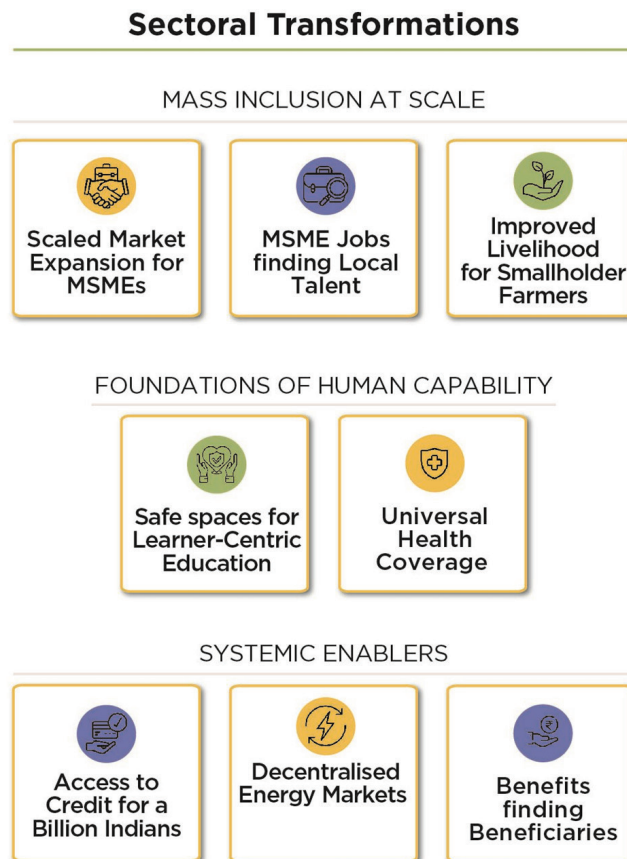 Sectoral Transformations
MASS INCLUSION AT SCALE
Scaled Market
Expansion for
MSMEs
MSME Jobs
finding Local
Talent
Improved
Livelihood
for Smallholder
Farmers
FOUNDATIONS OF HUMAN CAPABILITY
Safe spaces for
Learner-Centric
Education
Universal
Health
Coverage
SYSTEMIC ENABLERS
Access to
Credit for a
Billion Indians
Decentralised
Energy Markets
₹
Benefits
finding
Beneficiaries